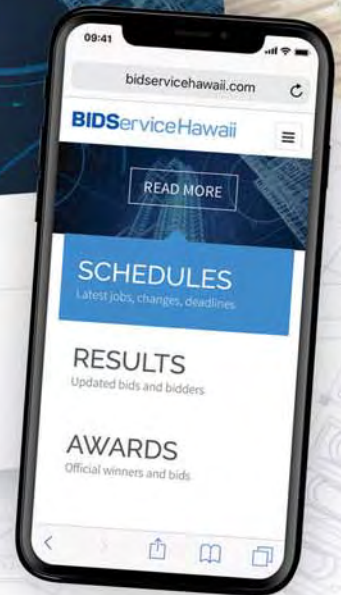 09:41
bidservicehawaii.com
BIDServiceHawaii
READ MORE
SCHEDULES
Latest jobs, changes, deadlines
RESULTS
Updated bids and bidders
AWARDS
Official winners and bids